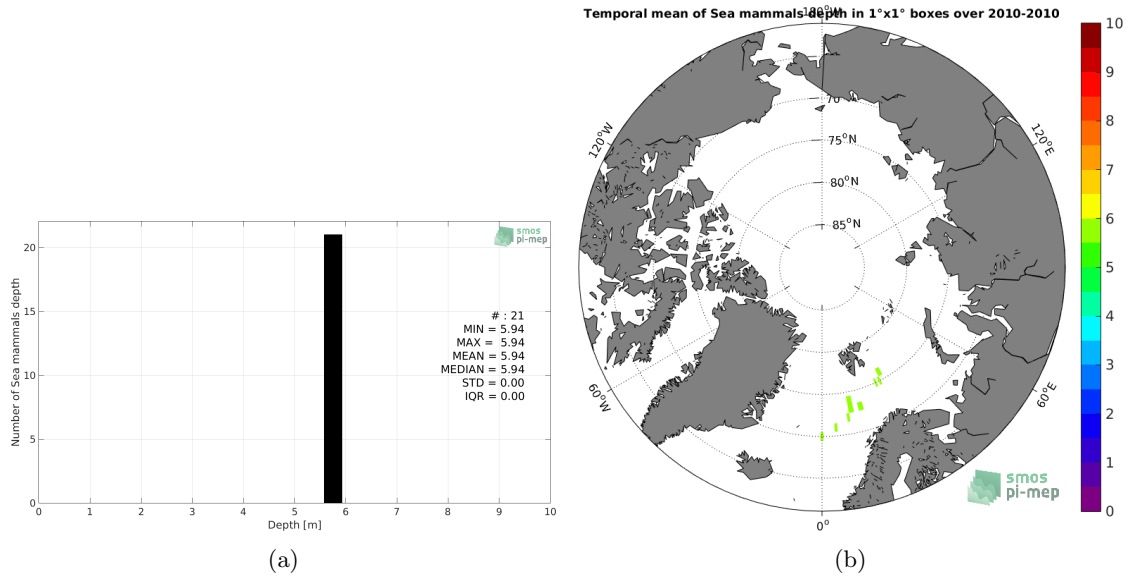 Temporal mean of Sea mammals depth in 1°x1° boxes over 2010-2010
180°W
120°W
120°E
60°W
60°E
0°
70°
75°N
80°N
85°N
10
9
8
7
6
5
4
3
2
1
0
smos
pi-mep
Number of Sea mammals depth
20
15
10
5
0
0 1 2 3 4 5 6 7 8 9 10
Depth [m]
smos
pi-mep
# : 21
MIN = 5.94
MAX = 5.94
MEAN = 5.94
MEDIAN = 5.94
STD = 0.00
IQR = 0.00
(a)
(b)